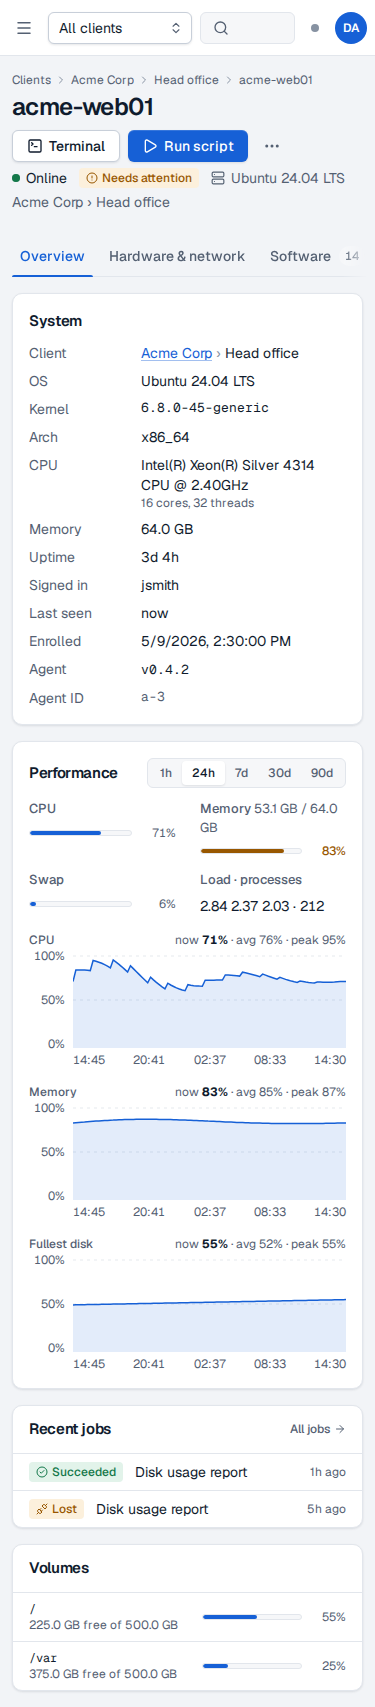 All clients
DA
Clients › Acme Corp › Head office › acme-web01
acme-web01
Terminal
Run script
Online
Needs attention
Ubuntu 24.04 LTS
Acme Corp › Head office
Overview
Hardware & network
Software
14
System
Client Acme Corp › Head office
OS Ubuntu 24.04 LTS
Kernel 6.8.0-45-generic
Arch x86_64
CPU Intel(R) Xeon(R) Silver 4314
CPU @ 2.40GHz
16 cores, 32 threads
Memory 64.0 GB
Uptime 3d 4h
Signed in jsmith
Last seen now
Enrolled 5/9/2026, 2:30:00 PM
Agent v0.4.2
Agent ID a-3
Performance 1h 24h 7d 30d 90d
CPU
71%
Memory 53.1 GB / 64.0
GB
83%
Swap
6%
Load · processes
2.84 2.37 2.03 · 212
CPU now 71% · avg 76% · peak 95%
100%
50%
0%
14:45 20:41 02:37 08:33 14:30
Memory now 83% · avg 85% · peak 87%
100%
50%
0%
14:45 20:41 02:37 08:33 14:30
Fullest disk now 55% · avg 52% · peak 55%
100%
50%
0%
14:45 20:41 02:37 08:33 14:30
Recent jobs All jobs →
Succeeded Disk usage report 1h ago
Lost Disk usage report 5h ago
Volumes
/
225.0 GB free of 500.0 GB
55%
/var
375.0 GB free of 500.0 GB
25%